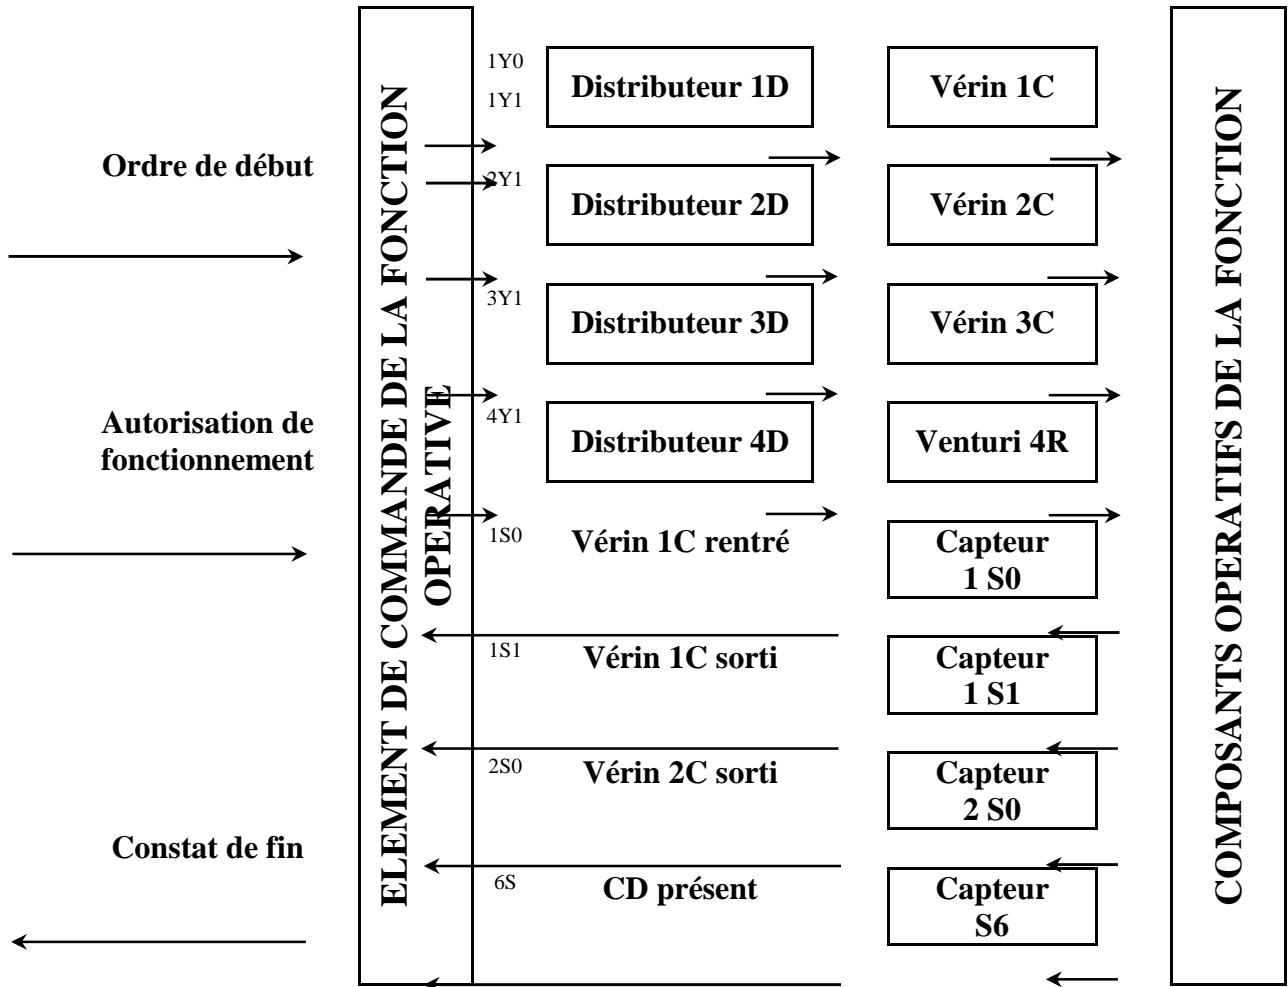 Ordre de début
Autorisation de
fonctionnement
Constat de fin
ELEMENT DE COMMANDE DE LA FONCTION
OPERATIVE
1Y0
Distributeur 1D
Vérin 1C
1Y1
2Y1
Distributeur 2D
Vérin 2C
3Y1
Distributeur 3D
Vérin 3C
4Y1
Distributeur 4D
Venturi 4R
1S0
Vérin 1C rentré
Capteur
1 S0
1S1
Vérin 1C sorti
Capteur
1 S1
2S0
Vérin 2C sorti
Capteur
2 S0
6S
CD présent
Capteur
S6
COMPOSANTS OPERATIFS DE LA FONCTION